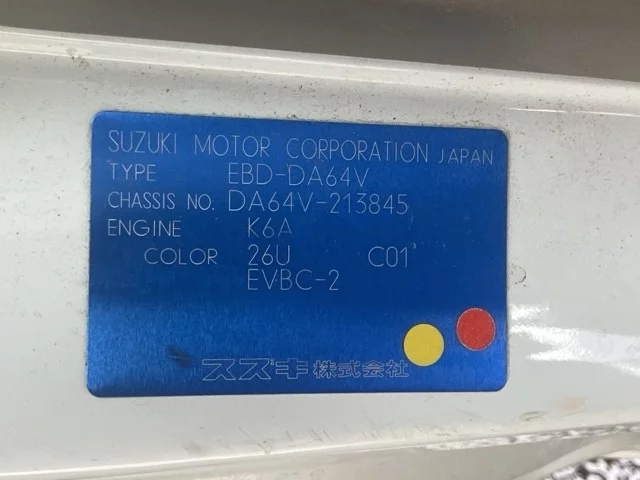 SUZUKI MOTOR CORPORATION JAPAN
TYPE EBD-DA64V
CHASSIS NO. DA64V-213845
ENGINE K6A
COLOR 26U C01
EVBC-2
スズキ株式会社